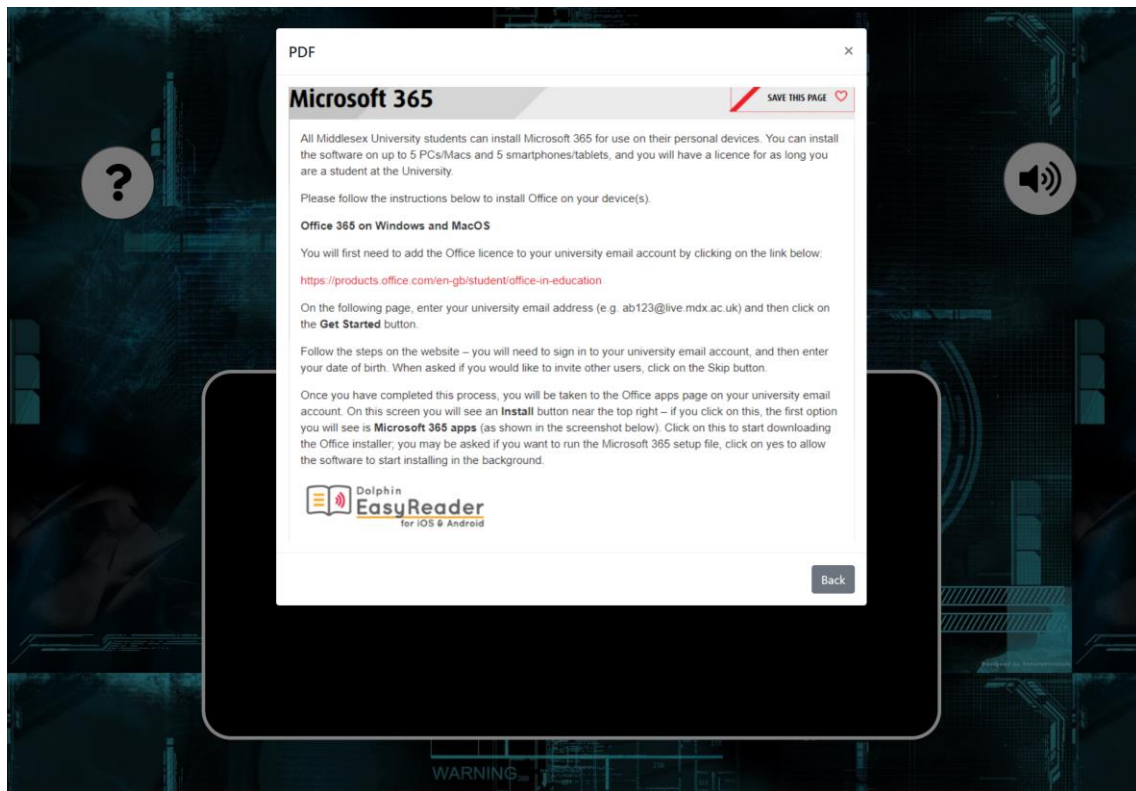 PDF
×
Microsoft 365
SAVE THIS PAGE
All Middlesex University students can install Microsoft 365 for use on their personal devices. You can install
the software on up to 5 PCs/Macs and 5 smartphones/tablets, and you will have a licence for as long you
are a student at the University.
Please follow the instructions below to install Office on your device(s).
Office 365 on Windows and MacOS
You will first need to add the Office licence to your university email account by clicking on the link below:
https://products.office.com/en-gb/student/office-in-education
On the following page, enter your university email address (e.g. ab123@live.mdx.ac.uk) and then click on
the Get Started button.
Follow the steps on the website – you will need to sign in to your university email account, and then enter
your date of birth. When asked if you would like to invite other users, click on the Skip button.
Once you have completed this process, you will be taken to the Office apps page on your university email
account. On this screen you will see an Install button near the top right – if you click on this, the first option
you will see is Microsoft 365 apps (as shown in the screenshot below). Click on this to start downloading
the Office installer; you may be asked if you want to run the Microsoft 365 setup file, click on yes to allow
the software to start installing in the background.
Dolphin
EasyReader
for iOS & Android
Back
?
WARNING